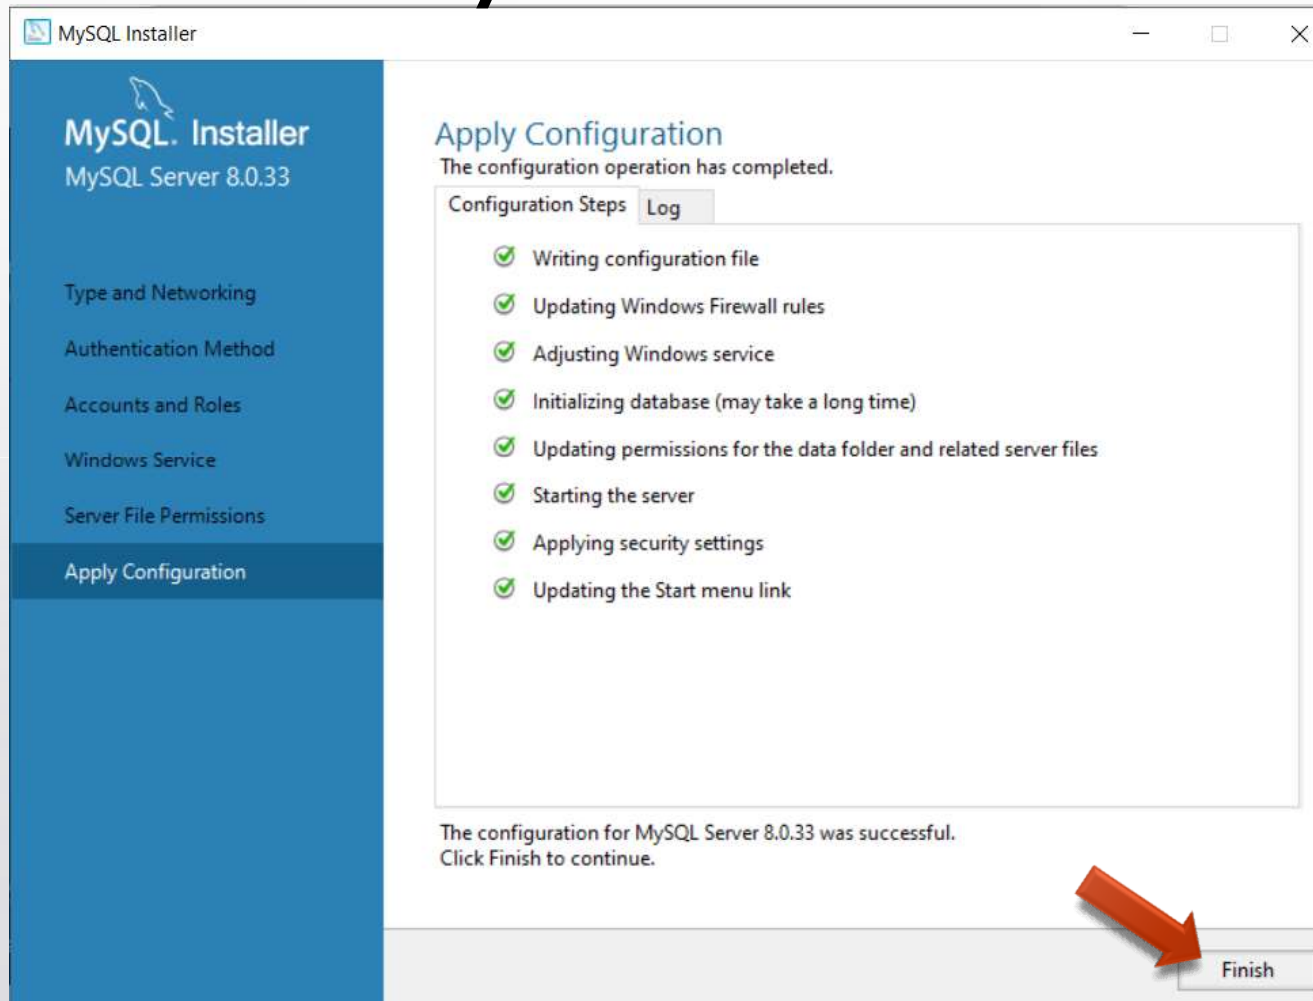 MySQL Installer
MySQL. Installer
MySQL Server 8.0.33
Type and Networking
Authentication Method
Accounts and Roles
Windows Service
Server File Permissions
Apply Configuration
Apply Configuration
The configuration operation has completed.
Configuration Steps Log
Writing configuration file
Updating Windows Firewall rules
Adjusting Windows service
Initializing database (may take a long time)
Updating permissions for the data folder and related server files
Starting the server
Applying security settings
Updating the Start menu link
The configuration for MySQL Server 8.0.33 was successful.
Click Finish to continue.
Finish